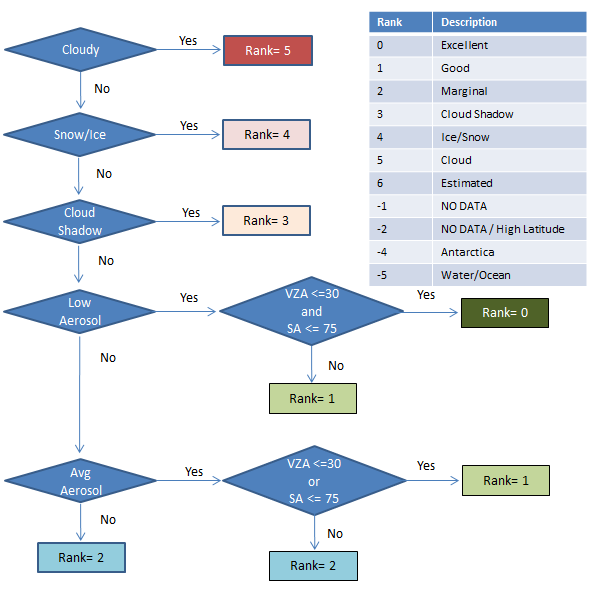 Cloudy
Yes
Rank= 5
No
Snow/Ice
Yes
Rank= 4
No
Cloud
Shadow
Yes
Rank= 3
No
Low
Aerosol
Yes
VZA <=30
and
SA <= 75
Yes
Rank= 0
No
Rank= 1
No
Avg
Aerosol
Yes
VZA <=30
or
SA <= 75
Yes
Rank= 1
No
Rank= 2
No
Rank= 2
Rank Description
0 Excellent
1 Good
2 Marginal
3 Cloud Shadow
4 Ice/Snow
5 Cloud
6 Estimated
-1 NO DATA
-2 NO DATA / High Latitude
-4 Antarctica
-5 Water/Ocean